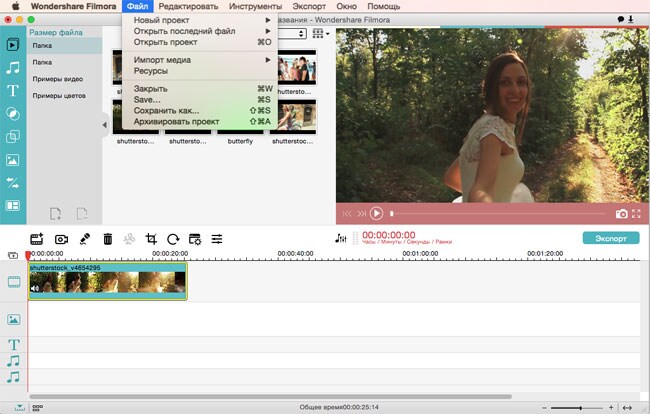 Wondershare Filmora Файл Редактировать Инструменты Экспорт Окно Помощь
звания - Wondershare Filmora
Новый проект
Открыть последний файл
Открыть проект ⌘O
Импорт медиа
Ресурсы
Закрыть ⌘W
Save... ⌘S
Сохранить как... ⇧⌘S
Архивировать проект ⇧⌘A
Размер файла
Папка
Папка
Примеры видео
Примеры цветов
huttersto...
shuttersto... shuttersto... butterfly shutterstoc...
00:00:00:00
Часы / Минуты / Секунды / Рамки
Экспорт
00:00:00:00 00:00:20:00 00:00:40:00 00:01:00:00 00:01:20:00
shutterstock_v4654295
T
T
Общее время00:00:25:14